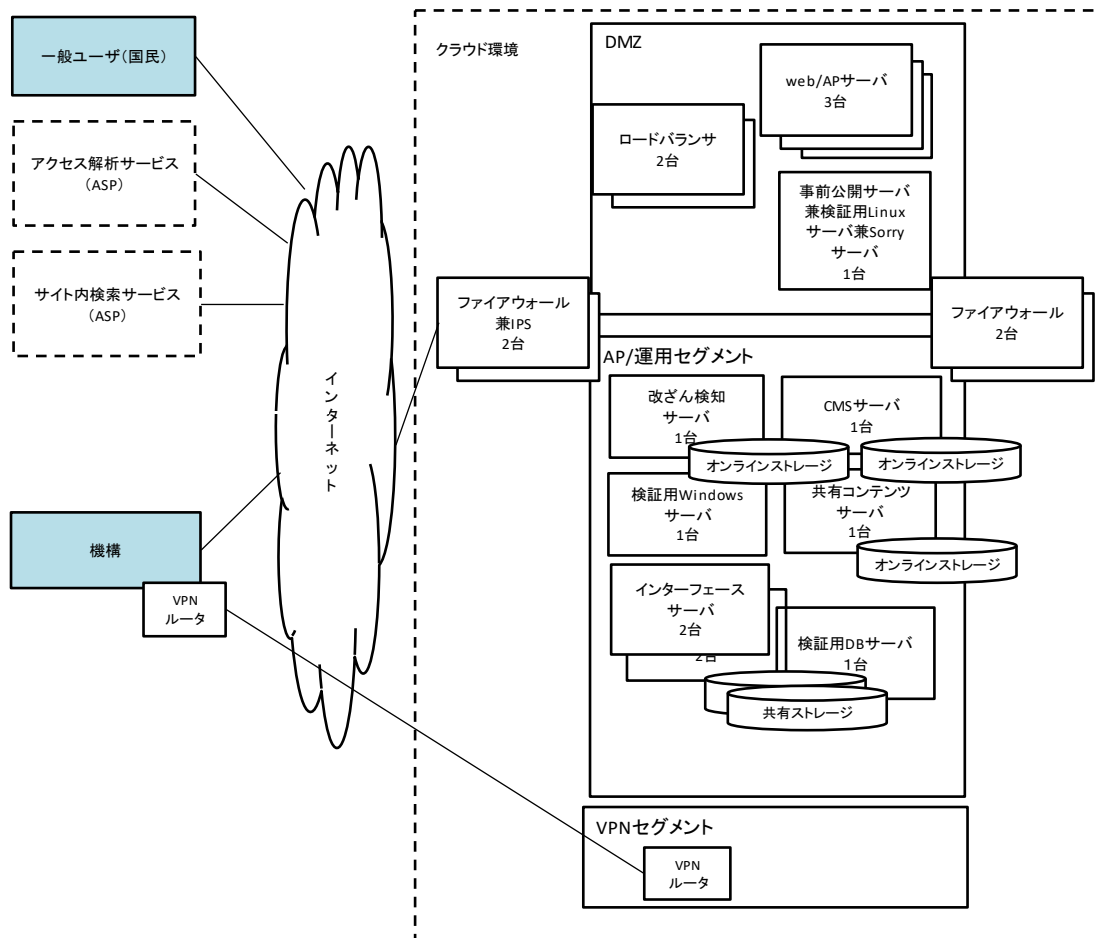 一般ユーザ（国民）
アクセス解析サービス
（ASP）
サイト内検索サービス
（ASP）
機構
VPN
ルータ
インターネット
クラウド環境
DMZ
web/APサーバ
3台
ロードバランサ
2台
事前公開サーバ
兼検証用Linux
サーバ兼Sorry
サーバ
1台
ファイアウォール
兼IPS
2台
ファイアウォール
2台
AP/運用セグメント
改ざん検知
サーバ
1台
オンラインストレージ
CMSサーバ
1台
オンラインストレージ
検証用Windows
サーバ
1台
共有コンテンツ
サーバ
1台
オンラインストレージ
インターフェース
サーバ
2台
2台
検証用DBサーバ
1台
共有ストレージ
VPNセグメント
VPN
ルータ